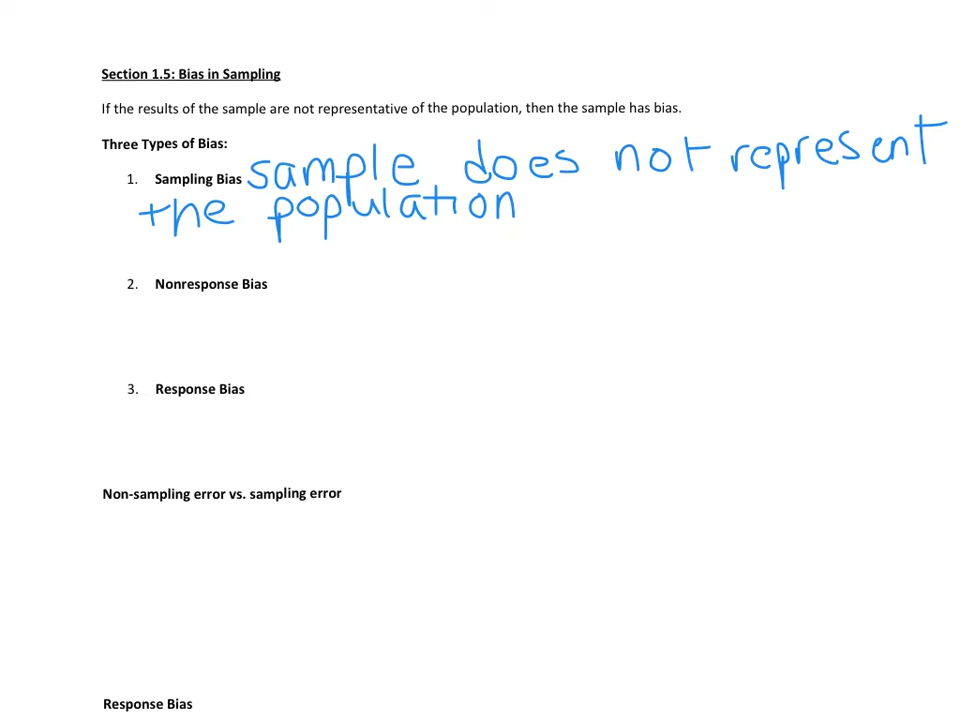 Section 1.5: Bias in Sampling
If the results of the sample are not representative of the population, then the sample has bias.
Three Types of Bias:
1. Sampling Bias sample does not represent
the population
2. Nonresponse Bias
3. Response Bias
Non-sampling error vs. sampling error
Response Bias